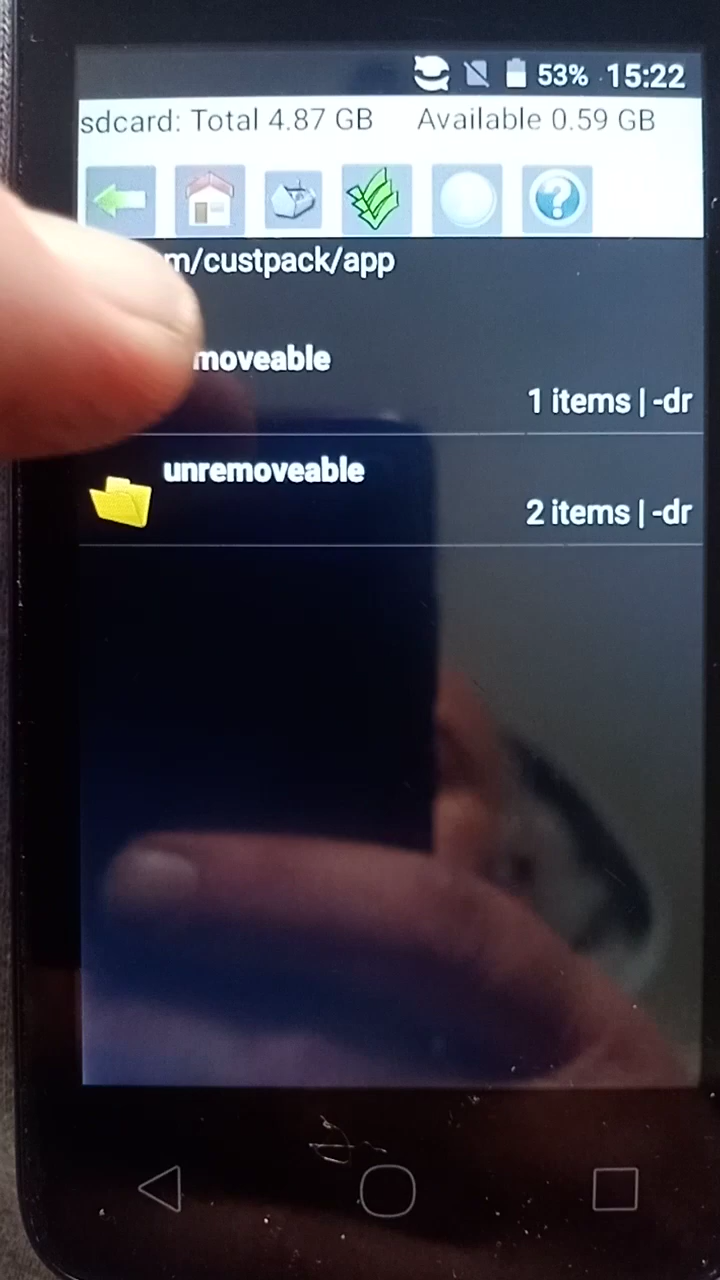 53% 15:22
sdcard: Total 4.87 GB Available 0.59 GB
m/custpack/app
moveable
1 items | -dr
unremoveable
2 items | -dr